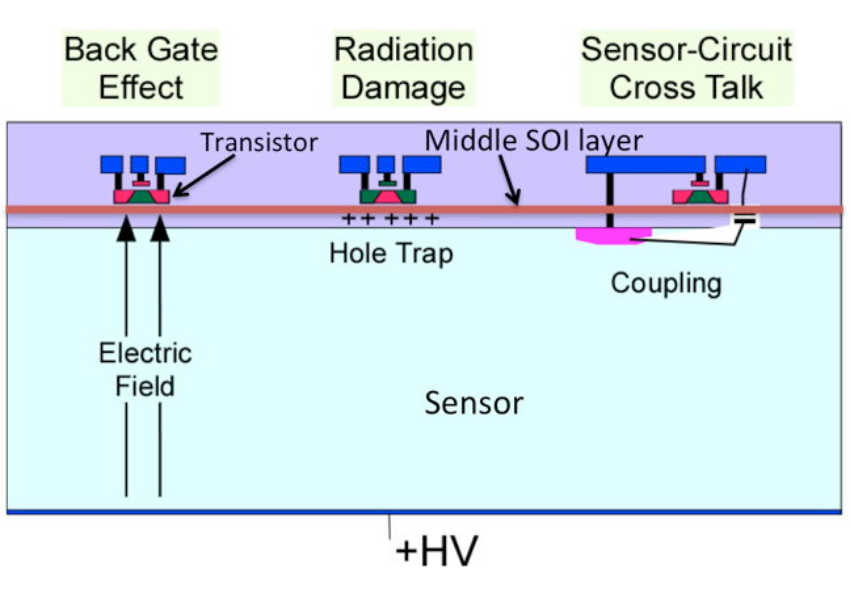 Back Gate
Effect
Radiation
Damage
Sensor-Circuit
Cross Talk
Transistor
Middle SOI layer
+++++
Hole Trap
Coupling
Electric
Field
Sensor
+HV